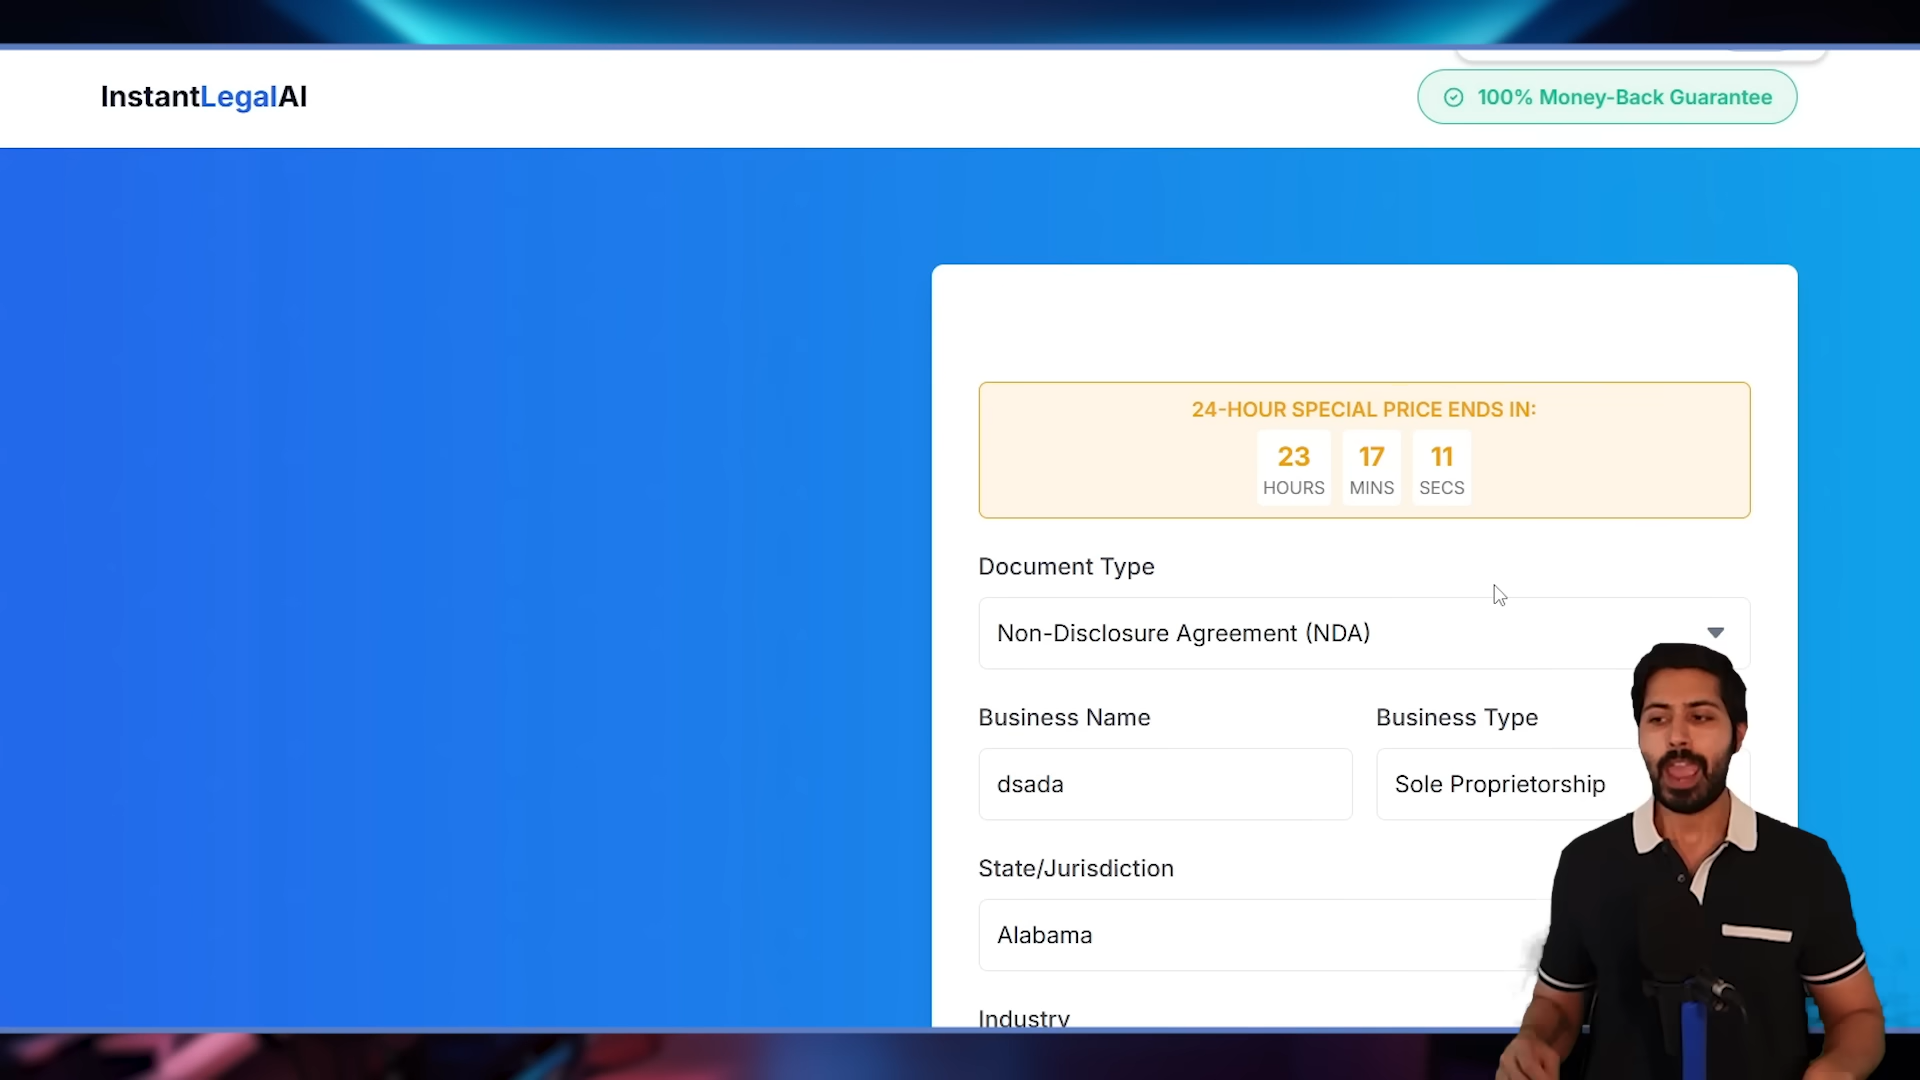 InstantLegalAI
100% Money-Back Guarantee
24-HOUR SPECIAL PRICE ENDS IN:
23 17 11
HOURS MINS SECS
Document Type
Non-Disclosure Agreement (NDA)
Business Name Business Type
dsada Sole Proprietorship
State/Jurisdiction
Alabama
Industry